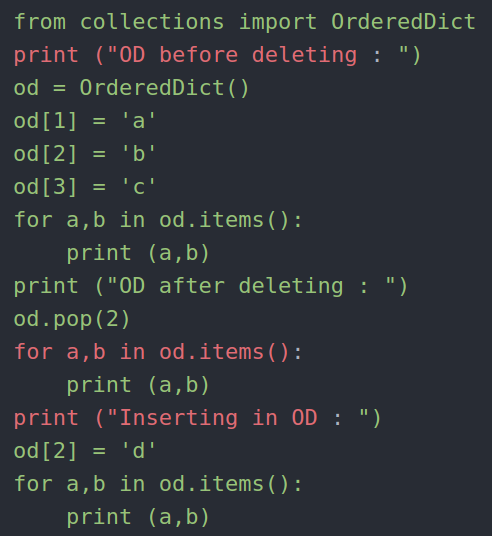 from collections import OrderedDict
print ("OD before deleting : ")
od = OrderedDict()
od[1] = 'a'
od[2] = 'b'
od[3] = 'c'
for a,b in od.items():
    print (a,b)
print ("OD after deleting : ")
od.pop(2)
for a,b in od.items():
    print (a,b)
print ("Inserting in OD : ")
od[2] = 'd'
for a,b in od.items():
    print (a,b)